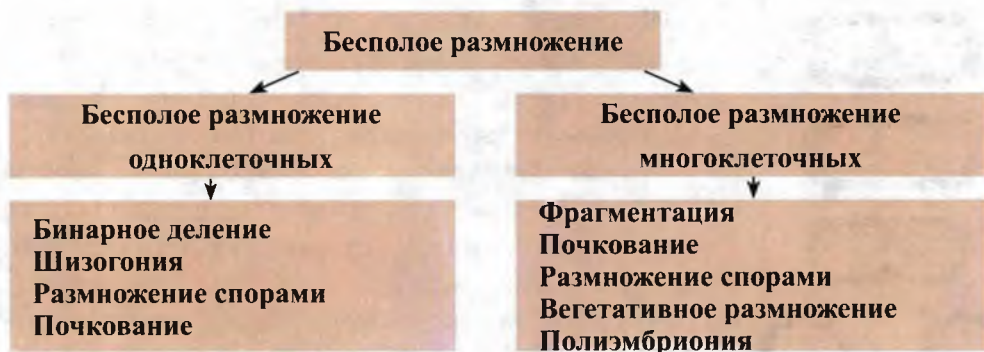 Бесполое размножение
Бесполое размножение
одноклеточных
Бинарное деление
Шизогония
Размножение спорами
Почкование
Бесполое размножение
многоклеточных
Фрагментация
Почкование
Размножение спорами
Вегетативное размножение
Полиэмбриония